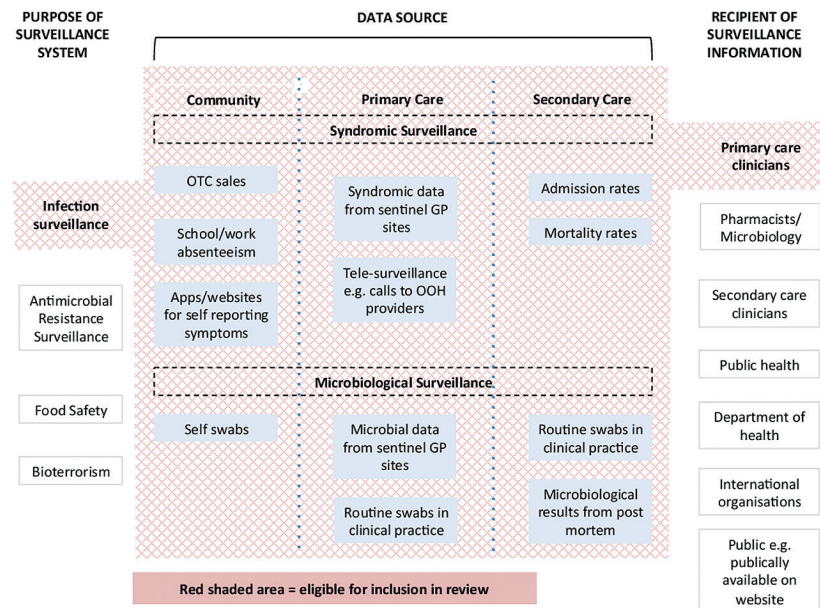 PURPOSE OF
SURVEILLANCE
SYSTEM
DATA SOURCE
RECIPIENT OF
SURVEILLANCE
INFORMATION
Community
Primary Care
Secondary Care
Syndromic Surveillance
Primary care
clinicians
OTC sales
Syndromic data
from sentinel GP
sites
Admission rates
Infection
surveillance
School/work
absenteeism
Mortality rates
Pharmacists/
Microbiology
Tele-surveillance
e.g. calls to OOH
providers
Apps/websites
for self reporting
symptoms
Antimicrobial
Resistance
Surveillance
Secondary care
clinicians
Public health
Microbiological Surveillance
Food Safety
Self swabs
Microbial data
from sentinel GP
sites
Routine swabs in
clinical practice
Department of
health
Bioterrorism
Routine swabs in
clinical practice
Microbiological
results from post
mortem
International
organisations
Public e.g.
publically
available on
website
Red shaded area = eligible for inclusion in review